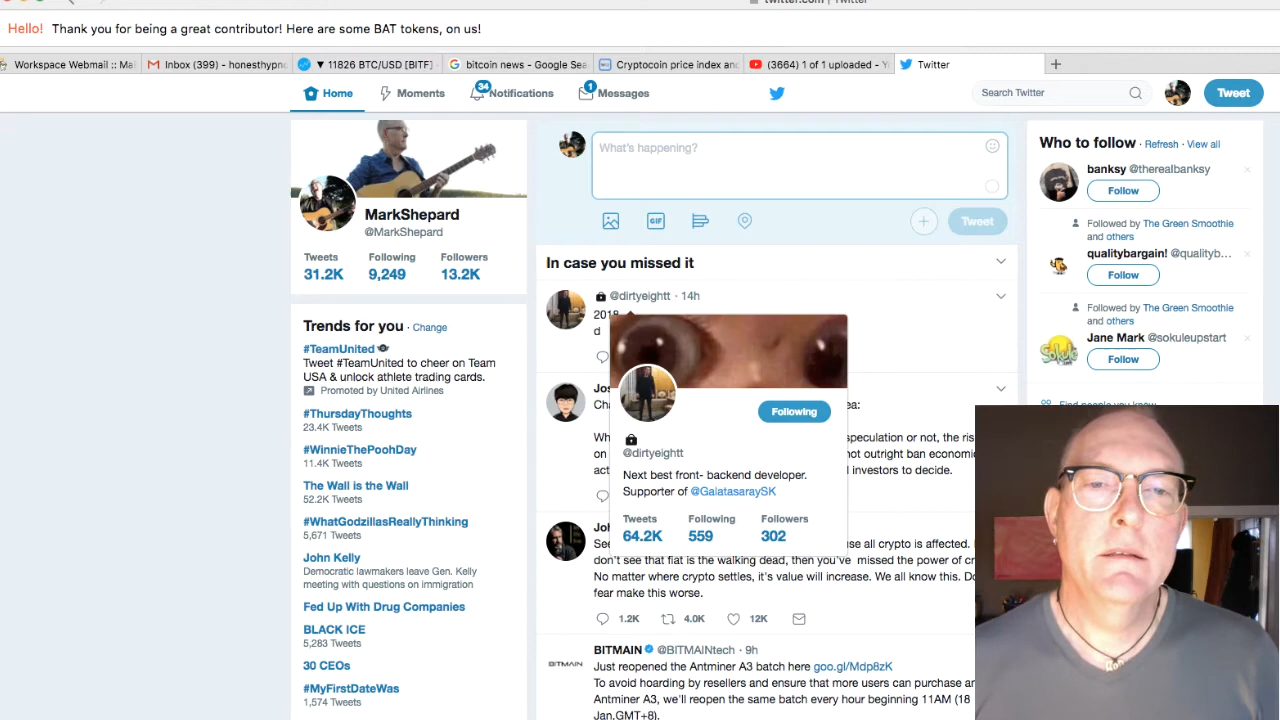 twitter.com | Twitter
Hello! Thank you for being a great contributor! Here are some BAT tokens, on us!
Workspace Webmail :: Mai
Inbox (399) - honesthypn
▼ 11826 BTC/USD [BITF]
bitcoin news - Google Sea
Cryptocoin price index and
(3664) 1 of 1 uploaded - Y
Twitter
Home
Moments
34
Notifications
1
Messages
Search Twitter
Tweet
MarkShepard
@MarkShepard
Tweets Following Followers
31.2K 9,249 13.2K
Trends for you · Change
#TeamUnited
Tweet #TeamUnited to cheer on Team
USA & unlock athlete trading cards.
Promoted by United Airlines
#ThursdayThoughts
23.4K Tweets
#WinnieThePoohDay
11.4K Tweets
The Wall is the Wall
52.2K Tweets
#WhatGodzillasReallyThinking
5,671 Tweets
John Kelly
Democratic lawmakers leave Gen. Kelly
meeting with questions on immigration
Fed Up With Drug Companies
BLACK ICE
5,283 Tweets
30 CEOs
#MyFirstDateWas
1,574 Tweets
What's happening?
GIF
Tweet
In case you missed it
@dirtyeightt · 14h
2018
d
Following
@dirtyeightt
Next best front- backend developer.
Supporter of @GalatasaraySK
Tweets Following Followers
64.2K 559 302
Jos
Cha ea:
Wh speculation or not, the ris
on not outright ban economic
act l investors to decide.
Joh
See use all crypto is affected.
don't see that fiat is the walking dead, then you've missed the power of cr
No matter where crypto settles, it's value will increase. We all know this. Do
fear make this worse.
1.2K 4.0K 12K
BITMAIN @BITMAINtech · 9h
BITMAIN
Just reopened the Antminer A3 batch here goo.gl/Mdp8zK
To avoid hoarding by resellers and ensure that more users can purchase an
Antminer A3, we'll reopen the same batch every hour beginning 11AM (18
Jan.GMT+8).
Who to follow · Refresh · View all
banksy @therealbanksy
Follow
Followed by The Green Smoothie
and others
qualitybargain! @qualityb...
Follow
Followed by The Green Smoothie
and others
Jane Mark @sokuleupstart
Sokule
Follow
Find people you know